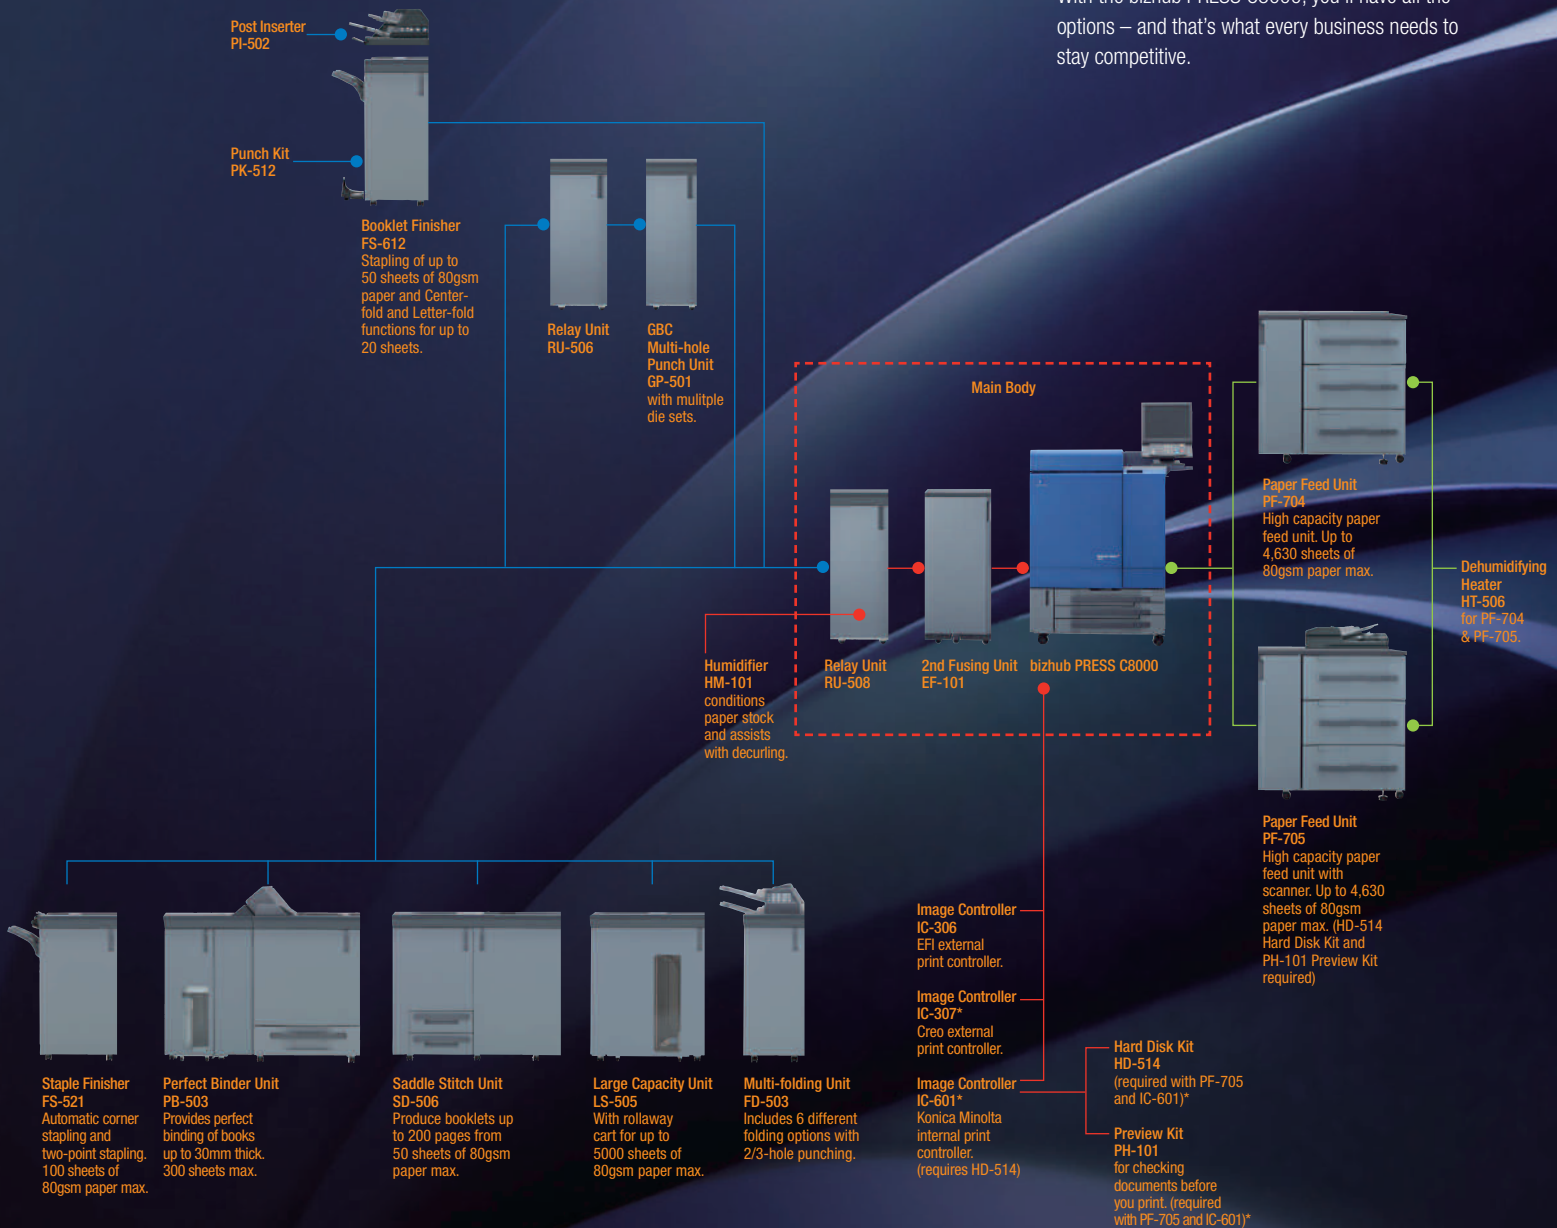 With the bizhub PRESS C8000, you'll have all the
options – and that's what every business needs to
stay competitive.
Post Inserter
PI-502
Punch Kit
PK-512
Booklet Finisher
FS-612
Stapling of up to
50 sheets of 80gsm
paper and Center-
fold and Letter-fold
functions for up to
20 sheets.
Relay Unit
RU-506
GBC
Multi-hole
Punch Unit
GP-501
with mulitple
die sets.
Main Body
Paper Feed Unit
PF-704
High capacity paper
feed unit. Up to
4,630 sheets of
80gsm paper max.
Dehumidifying
Heater
HT-506
for PF-704
& PF-705.
Humidifier
HM-101
conditions
paper stock
and assists
with decurling.
Relay Unit
RU-508
2nd Fusing Unit
EF-101
bizhub PRESS C8000
Paper Feed Unit
PF-705
High capacity paper
feed unit with
scanner. Up to 4,630
sheets of 80gsm
paper max. (HD-514
Hard Disk Kit and
PH-101 Preview Kit
required)
Image Controller
IC-306
EFI external
print controller.
Image Controller
IC-307*
Creo external
print controller.
Image Controller
IC-601*
Konica Minolta
internal print
controller.
(requires HD-514)
Hard Disk Kit
HD-514
(required with PF-705
and IC-601)*
Preview Kit
PH-101
for checking
documents before
you print. (required
with PF-705 and IC-601)*
Staple Finisher
FS-521
Automatic corner
stapling and
two-point stapling.
100 sheets of
80gsm paper max.
Perfect Binder Unit
PB-503
Provides perfect
binding of books
up to 30mm thick.
300 sheets max.
Saddle Stitch Unit
SD-506
Produce booklets up
to 200 pages from
50 sheets of 80gsm
paper max.
Large Capacity Unit
LS-505
With rollaway
cart for up to
5000 sheets of
80gsm paper max.
Multi-folding Unit
FD-503
Includes 6 different
folding options with
2/3-hole punching.